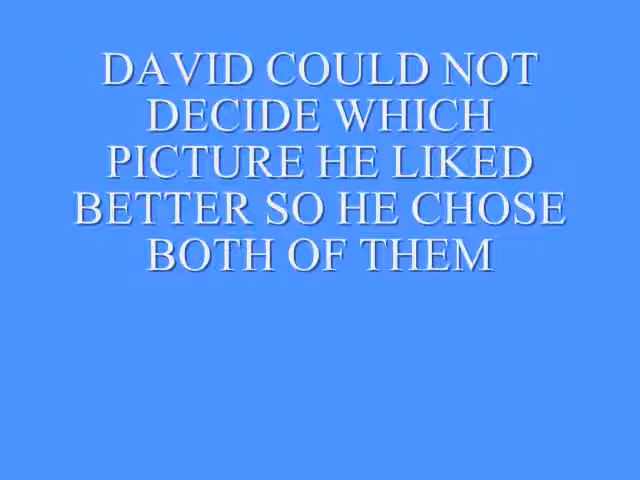 DAVID COULD NOT
DECIDE WHICH
PICTURE HE LIKED
BETTER SO HE CHOSE
BOTH OF THEM